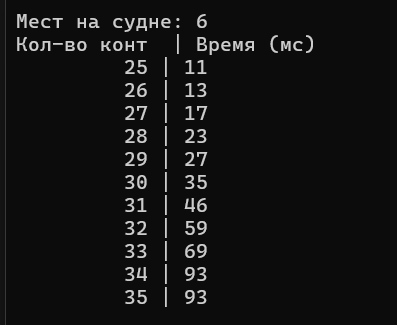 Мест на судне: 6
Кол-во конт | Время (мс)
25 | 11
26 | 13
27 | 17
28 | 23
29 | 27
30 | 35
31 | 46
32 | 59
33 | 69
34 | 93
35 | 93